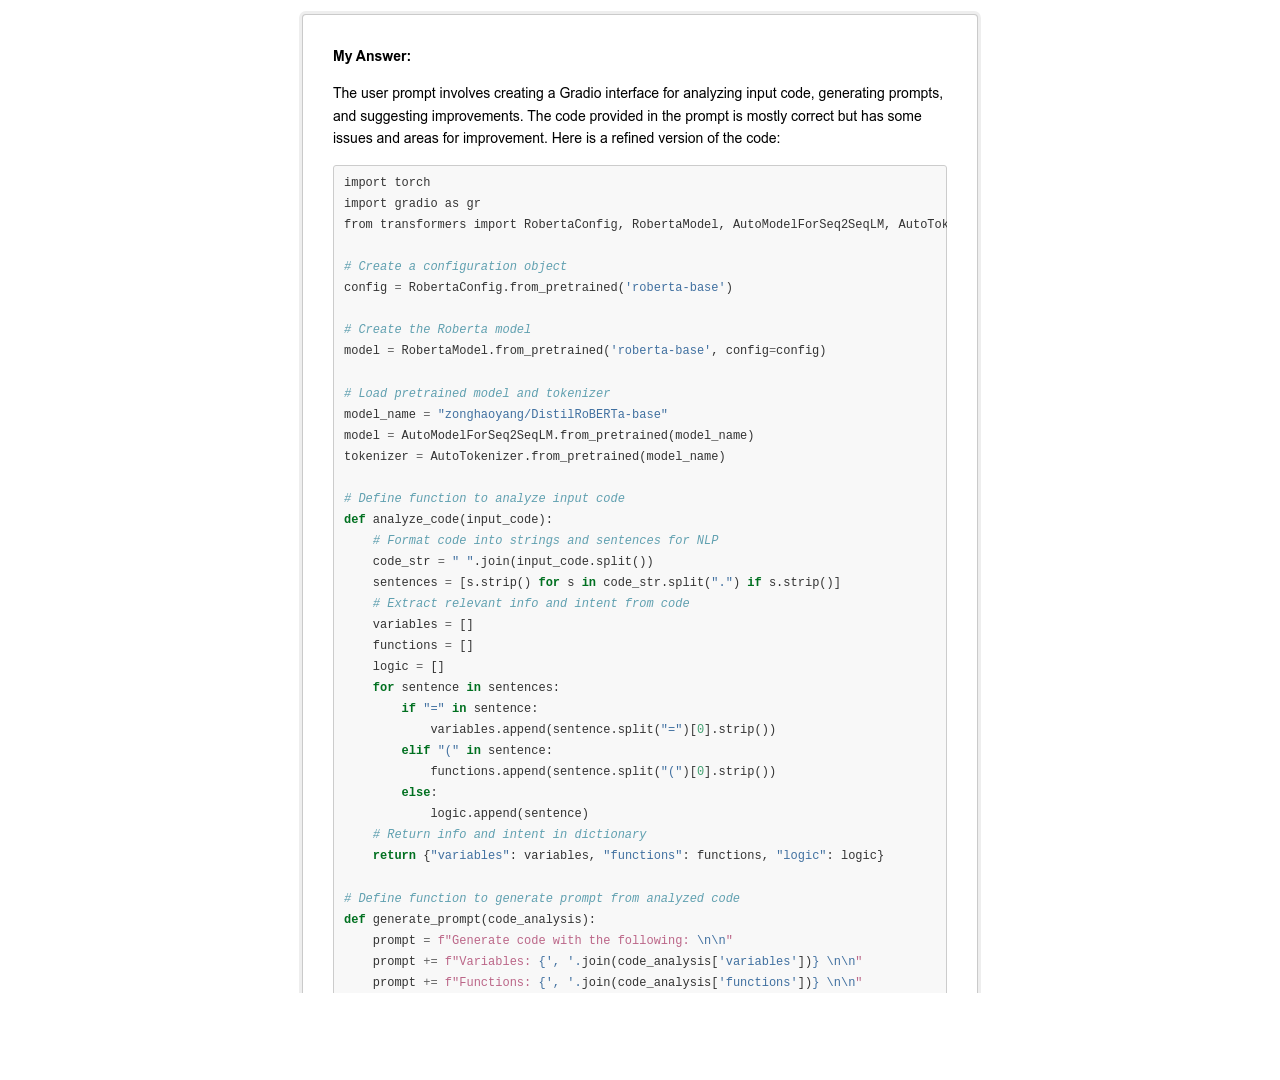 My Answer:
The user prompt involves creating a Gradio interface for analyzing input code, generating prompts,
and suggesting improvements. The code provided in the prompt is mostly correct but has some
issues and areas for improvement. Here is a refined version of the code:
import torch
import gradio as gr
from transformers import RobertaConfig, RobertaModel, AutoModelForSeq2SeqLM, AutoTok
# Create a configuration object
config = RobertaConfig.from_pretrained('roberta-base')
# Create the Roberta model
model = RobertaModel.from_pretrained('roberta-base', config=config)
# Load pretrained model and tokenizer
model_name = "zonghaoyang/DistilRoBERTa-base"
model = AutoModelForSeq2SeqLM.from_pretrained(model_name)
tokenizer = AutoTokenizer.from_pretrained(model_name)
# Define function to analyze input code
def analyze_code(input_code):
    # Format code into strings and sentences for NLP
    code_str = " ".join(input_code.split())
    sentences = [s.strip() for s in code_str.split(".") if s.strip()]
    # Extract relevant info and intent from code
    variables = []
    functions = []
    logic = []
    for sentence in sentences:
        if "=" in sentence:
            variables.append(sentence.split("=")[0].strip())
        elif "(" in sentence:
            functions.append(sentence.split("(")[0].strip())
        else:
            logic.append(sentence)
    # Return info and intent in dictionary
    return {"variables": variables, "functions": functions, "logic": logic}
# Define function to generate prompt from analyzed code
def generate_prompt(code_analysis):
    prompt = f"Generate code with the following: \n\n"
    prompt += f"Variables: {', '.join(code_analysis['variables'])} \n\n"
    prompt += f"Functions: {', '.join(code_analysis['functions'])} \n\n"